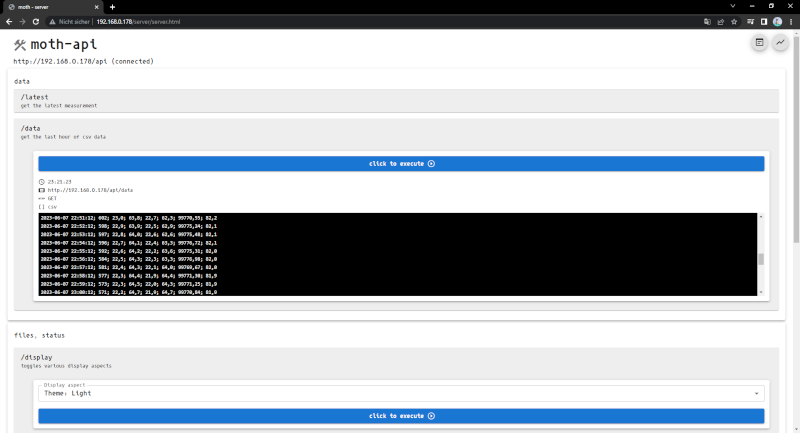 moth - server
Nicht sicher | 192.168.0.178/server/server.html
moth-api
http://192.168.0.178/api (connected)
data
/latest
get the latest measurement
/data
get the last hour of csv data
click to execute
23:21:23
http://192.168.0.178/api/data
GET
csv
2023-06-07 22:51:12; 602; 23,0; 63,8; 22,7; 62,3; 99770,55; 82,2
2023-06-07 22:52:12; 598; 22,9; 63,9; 22,5; 62,9; 99775,34; 82,1
2023-06-07 22:53:12; 597; 22,8; 64,0; 22,6; 62,6; 99775,48; 82,1
2023-06-07 22:54:12; 596; 22,7; 64,1; 22,4; 63,3; 99776,72; 82,1
2023-06-07 22:55:12; 592; 22,6; 64,2; 22,2; 63,6; 99775,31; 82,0
2023-06-07 22:56:12; 584; 22,5; 64,3; 22,3; 63,3; 99776,98; 82,0
2023-06-07 22:57:12; 581; 22,4; 64,3; 22,1; 64,0; 99769,67; 82,0
2023-06-07 22:58:12; 577; 22,3; 64,4; 21,9; 64,4; 99771,30; 81,9
2023-06-07 22:59:12; 573; 22,3; 64,5; 22,0; 64,3; 99771,25; 81,9
2023-06-07 23:00:12; 571; 22,2; 64,7; 21,9; 64,7; 99770,84; 81,9
files, status
/display
toggles various display aspects
Display aspect
Theme: Light
click to execute